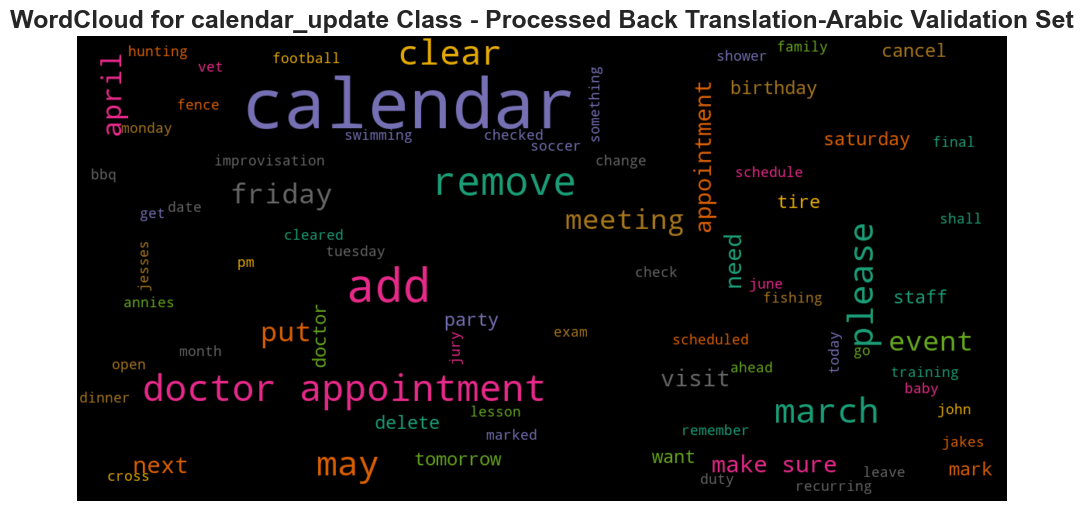 WordCloud for calendar_update Class - Processed Back Translation-Arabic Validation Set
hunting
football
clear
shower
family
cancel
april
vet
calendar
something
appointment
birthday
fence
monday
swimming
checked
soccer
saturday
final
improvisation
change
bbq
friday
remove
schedule
tire
get
date
meeting
shall
cleared
need
please
jesses
tuesday
pm
check
june
fishing
staff
annies
add
put
doctor
party
jury
exam
scheduled
today
go
event
month
open
visit
ahead
training
baby
dinner
doctor appointment
lesson
march
john
delete
marked
remember
jakes
next
cross
may
tomorrow
want
make sure
duty
leave
recurring
mark